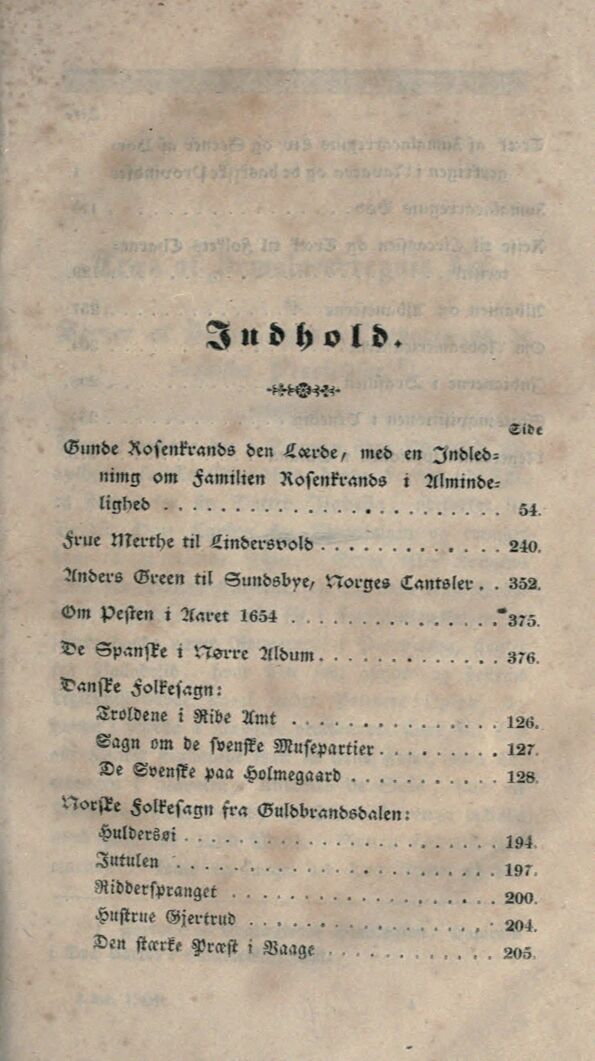 Indhold.
Side
Gunde Rosenkrands den Lærde, med en Indled=
nimg om Familien Rosenkrands i Alminde=
lighed . . . . . . . . . . . . . . . . . . . . 54.
Frue Merthe til Lindersvold . . . . . . . . . . . 240.
Anders Green til Sundsbye, Norges Cantsler . . 352.
Om Pesten i Aaret 1654 . . . . . . . . . . . . . 375.
De Spanske i Nørre Aldum . . . . . . . . . . . 376.
Danske Folkesagn:
Troldene i Ribe Amt . . . . . . . . . . . . 126.
Sagn om de svenske Musepartier . . . . . . . 127.
De Svenske paa Holmegaard . . . . . . . . . 128.
Norske Folkesagn fra Guldbrandsdalen:
Huldersøi . . . . . . . . . . . . . . . . . . . 194.
Jutulen . . . . . . . . . . . . . . . . . . . . 197.
Ridderspranget . . . . . . . . . . . . . . . . 200.
Hustrue Gjertrud . . . . . . . . . . . . . . . 204.
Den stærke Præst i Vaage . . . . . . . . . . 205.